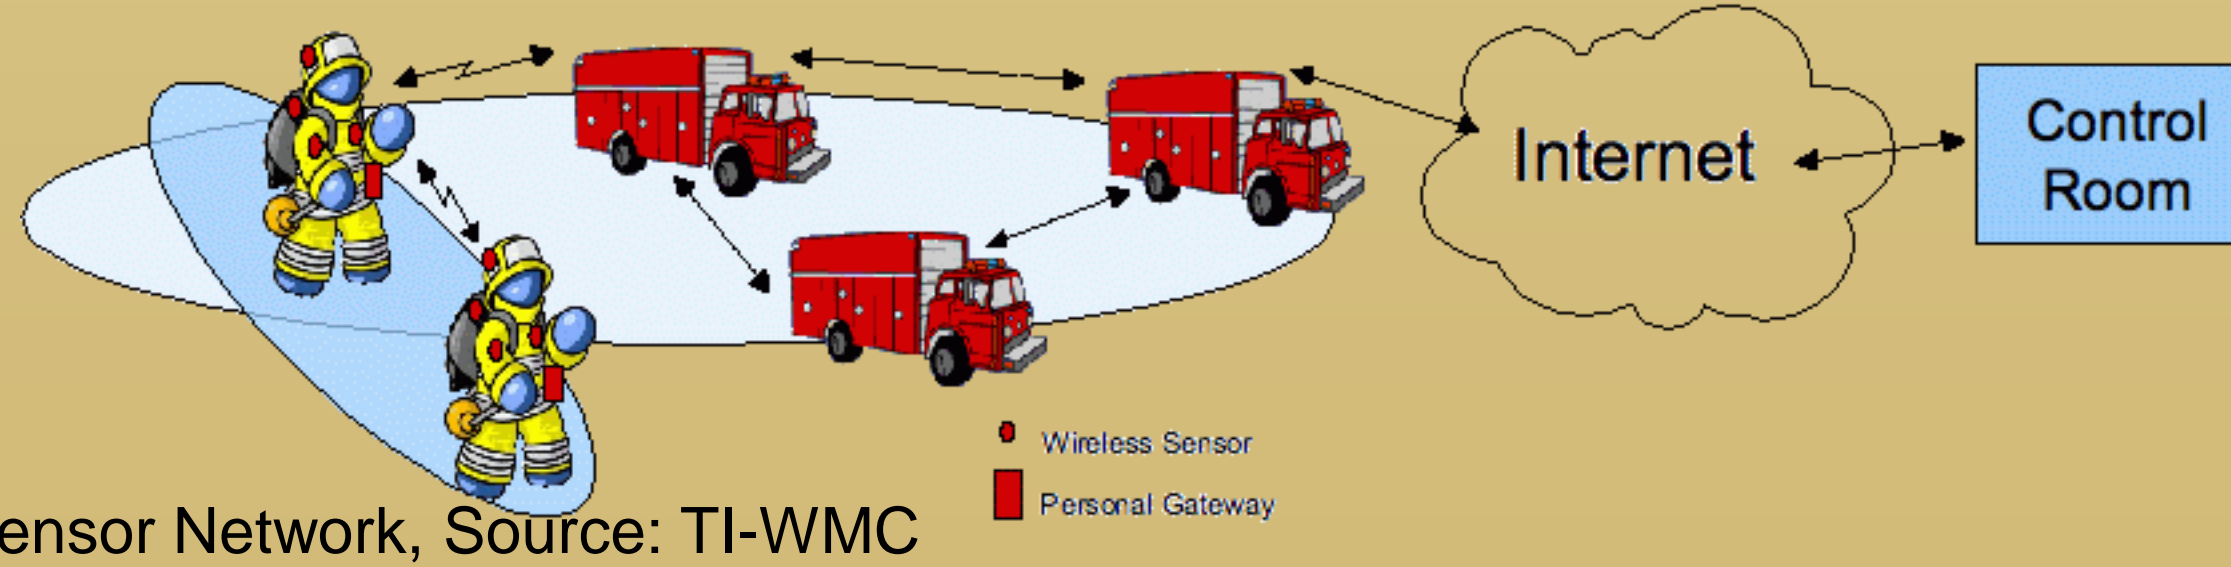 Internet
Control
Room
Wireless Sensor
Personal Gateway
ensor Network, Source: TI-WMC